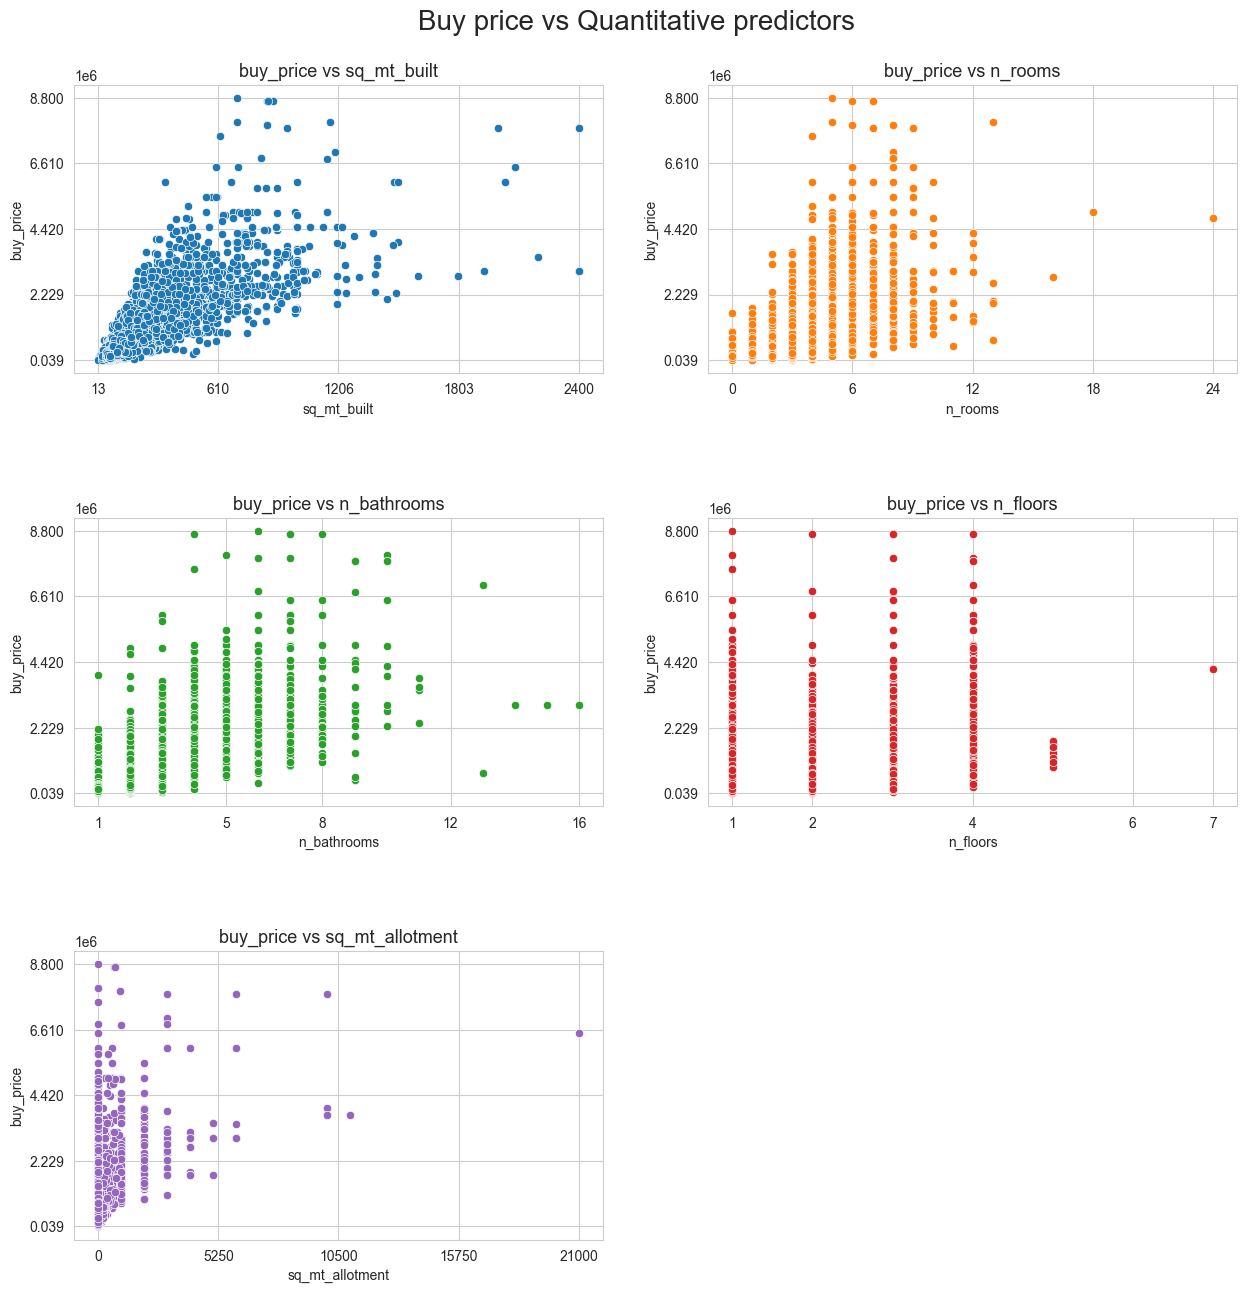 Buy price vs Quantitative predictors
buy_price vs sq_mt_built
1e6
8.800
6.610
4.420
2.229
0.039
buy_price
13 610 1206 1803 2400
sq_mt_built
buy_price vs n_rooms
1e6
8.800
6.610
4.420
2.229
0.039
buy_price
0 6 12 18 24
n_rooms
buy_price vs n_bathrooms
1e6
8.800
6.610
4.420
2.229
0.039
buy_price
1 5 8 12 16
n_bathrooms
buy_price vs n_floors
1e6
8.800
6.610
4.420
2.229
0.039
buy_price
1 2 4 6 7
n_floors
buy_price vs sq_mt_allotment
1e6
8.800
6.610
4.420
2.229
0.039
buy_price
0 5250 10500 15750 21000
sq_mt_allotment